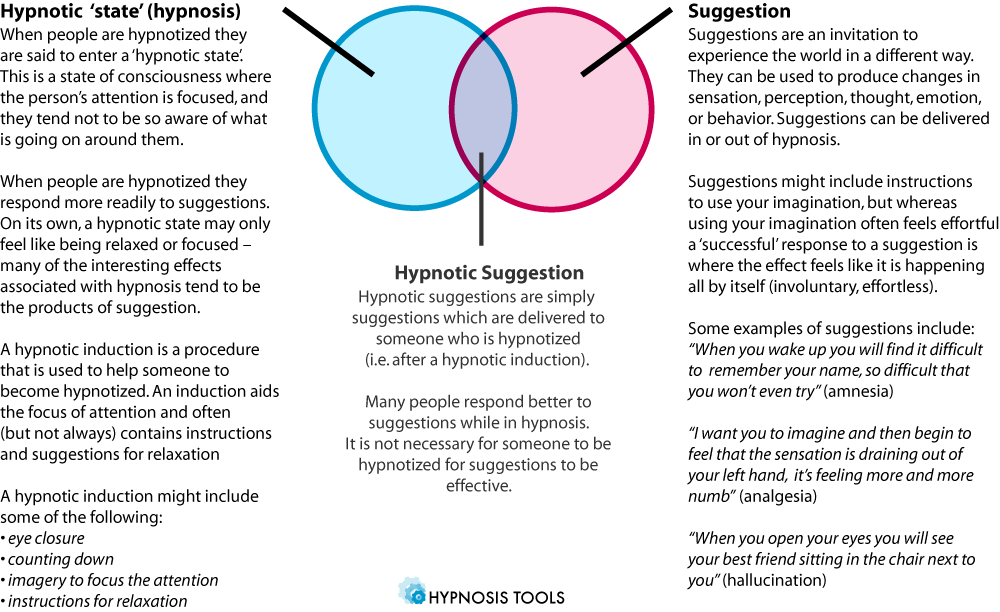 Hypnotic ‘state’ (hypnosis)
When people are hypnotized they
are said to enter a ‘hypnotic state’.
This is a state of consciousness where
the person’s attention is focused, and
they tend not to be so aware of what
is going on around them.
When people are hypnotized they
respond more readily to suggestions.
On its own, a hypnotic state may only
feel like being relaxed or focused –
many of the interesting effects
associated with hypnosis tend to be
the products of suggestion.
A hypnotic induction is a procedure
that is used to help someone to
become hypnotized. An induction aids
the focus of attention and often
(but not always) contains instructions
and suggestions for relaxation
A hypnotic induction might include
some of the following:
• eye closure
• counting down
• imagery to focus the attention
• instructions for relaxation
Hypnotic Suggestion
Hypnotic suggestions are simply
suggestions which are delivered to
someone who is hypnotized
(i.e. after a hypnotic induction).
Many people respond better to
suggestions while in hypnosis.
It is not necessary for someone to be
hypnotized for suggestions to be
effective.
HYPNOSIS TOOLS
Suggestion
Suggestions are an invitation to
experience the world in a different way.
They can be used to produce changes in
sensation, perception, thought, emotion,
or behavior. Suggestions can be delivered
in or out of hypnosis.
Suggestions might include instructions
to use your imagination, but whereas
using your imagination often feels effortful
a ‘successful’ response to a suggestion is
where the effect feels like it is happening
all by itself (involuntary, effortless).
Some examples of suggestions include:
“When you wake up you will find it difficult
to remember your name, so difficult that
you won’t even try” (amnesia)
“I want you to imagine and then begin to
feel that the sensation is draining out of
your left hand, it’s feeling more and more
numb” (analgesia)
“When you open your eyes you will see
your best friend sitting in the chair next to
you” (hallucination)